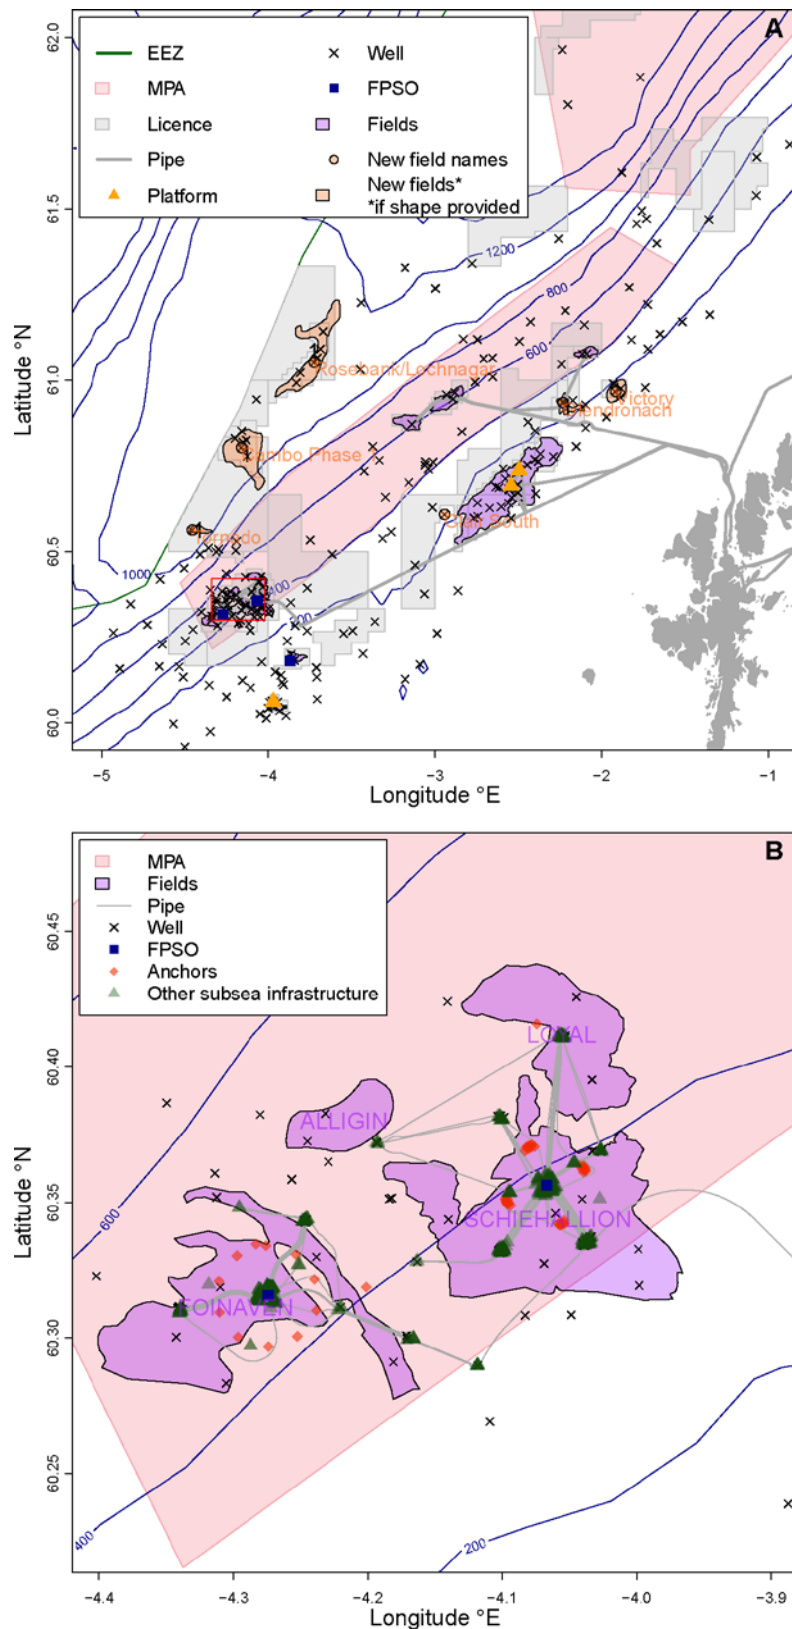 A
EEZ
MPA
Licence
Pipe
Platform
Well
FPSO
Fields
New field names
New fields*
*if shape provided
62.0
61.5
61.0
60.5
60.0
Latitude °N
1200
800
600
1000
400
Rosebank/Lochnagar
Victory
Cambo Phase 1
Clair South
Tornado
−5
−4
−3
−2
−1
Longitude °E
B
MPA
Fields
Pipe
Well
FPSO
Anchors
Other subsea infrastructure
60.45
60.40
60.35
60.30
60.25
Latitude °N
LOYAL
ALLIGIN
SCHIEHALLION
FOINAVEN
600
400
200
−4.4
−4.3
−4.2
−4.1
−4.0
−3.9
Longitude °E